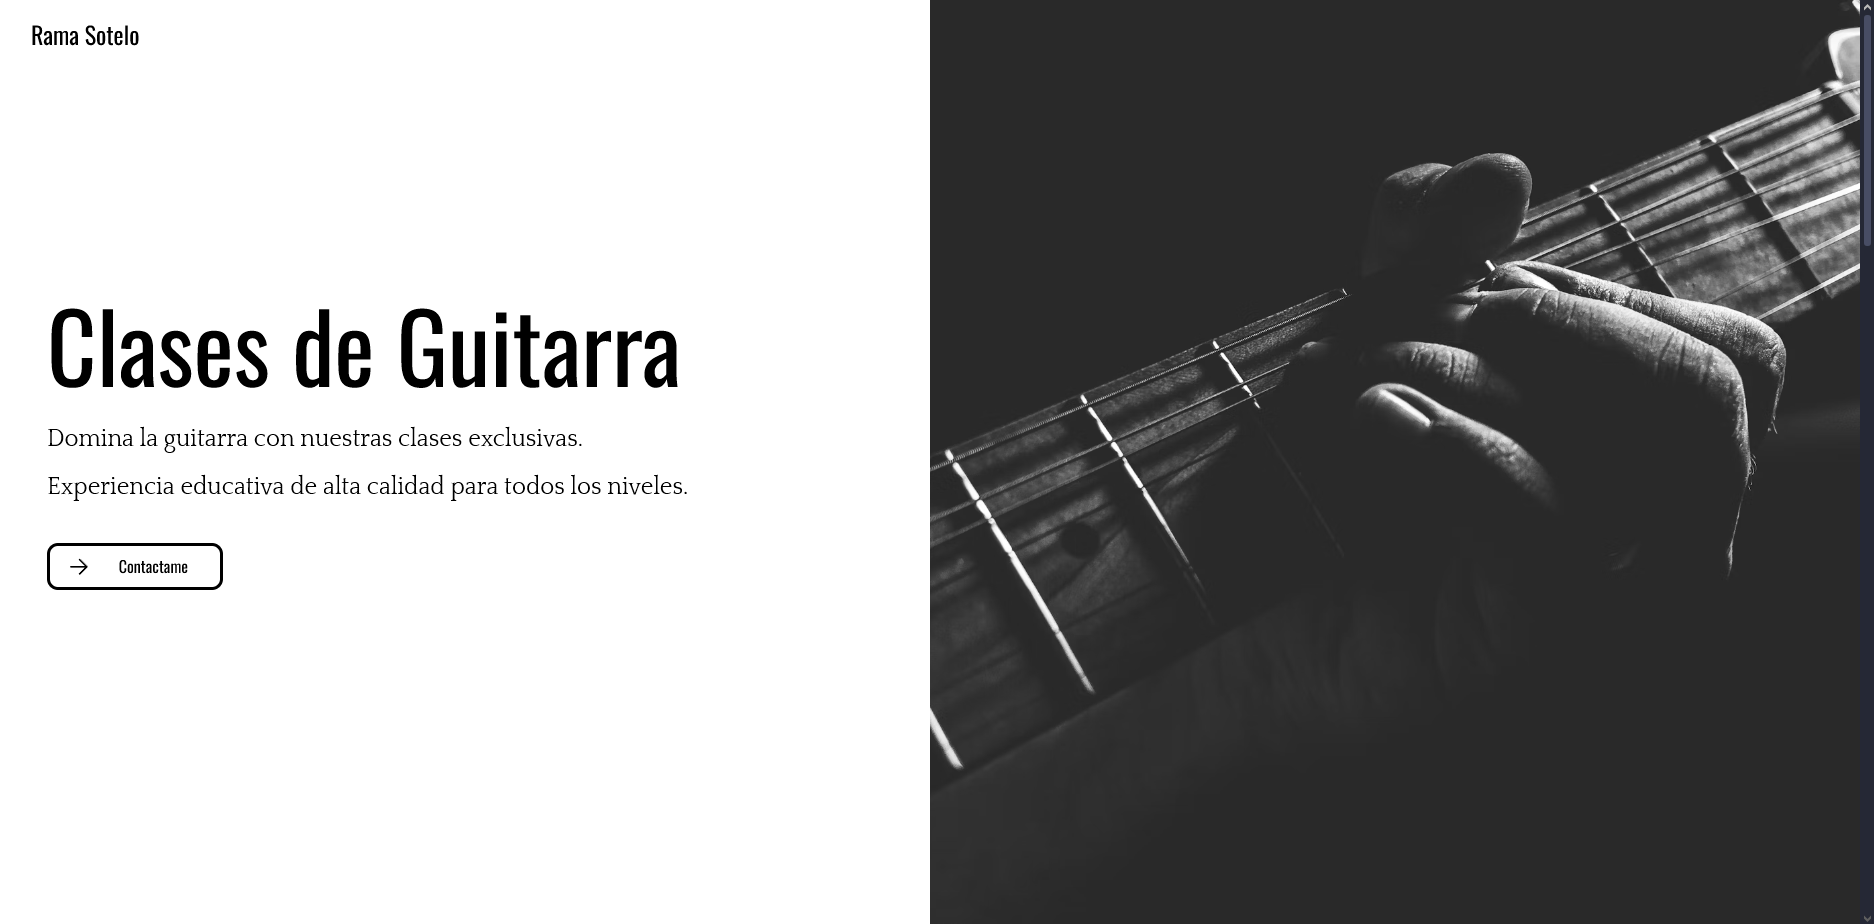 Rama Sotelo
Clases de Guitarra
Domina la guitarra con nuestras clases exclusivas.
Experiencia educativa de alta calidad para todos los niveles.
Contactame